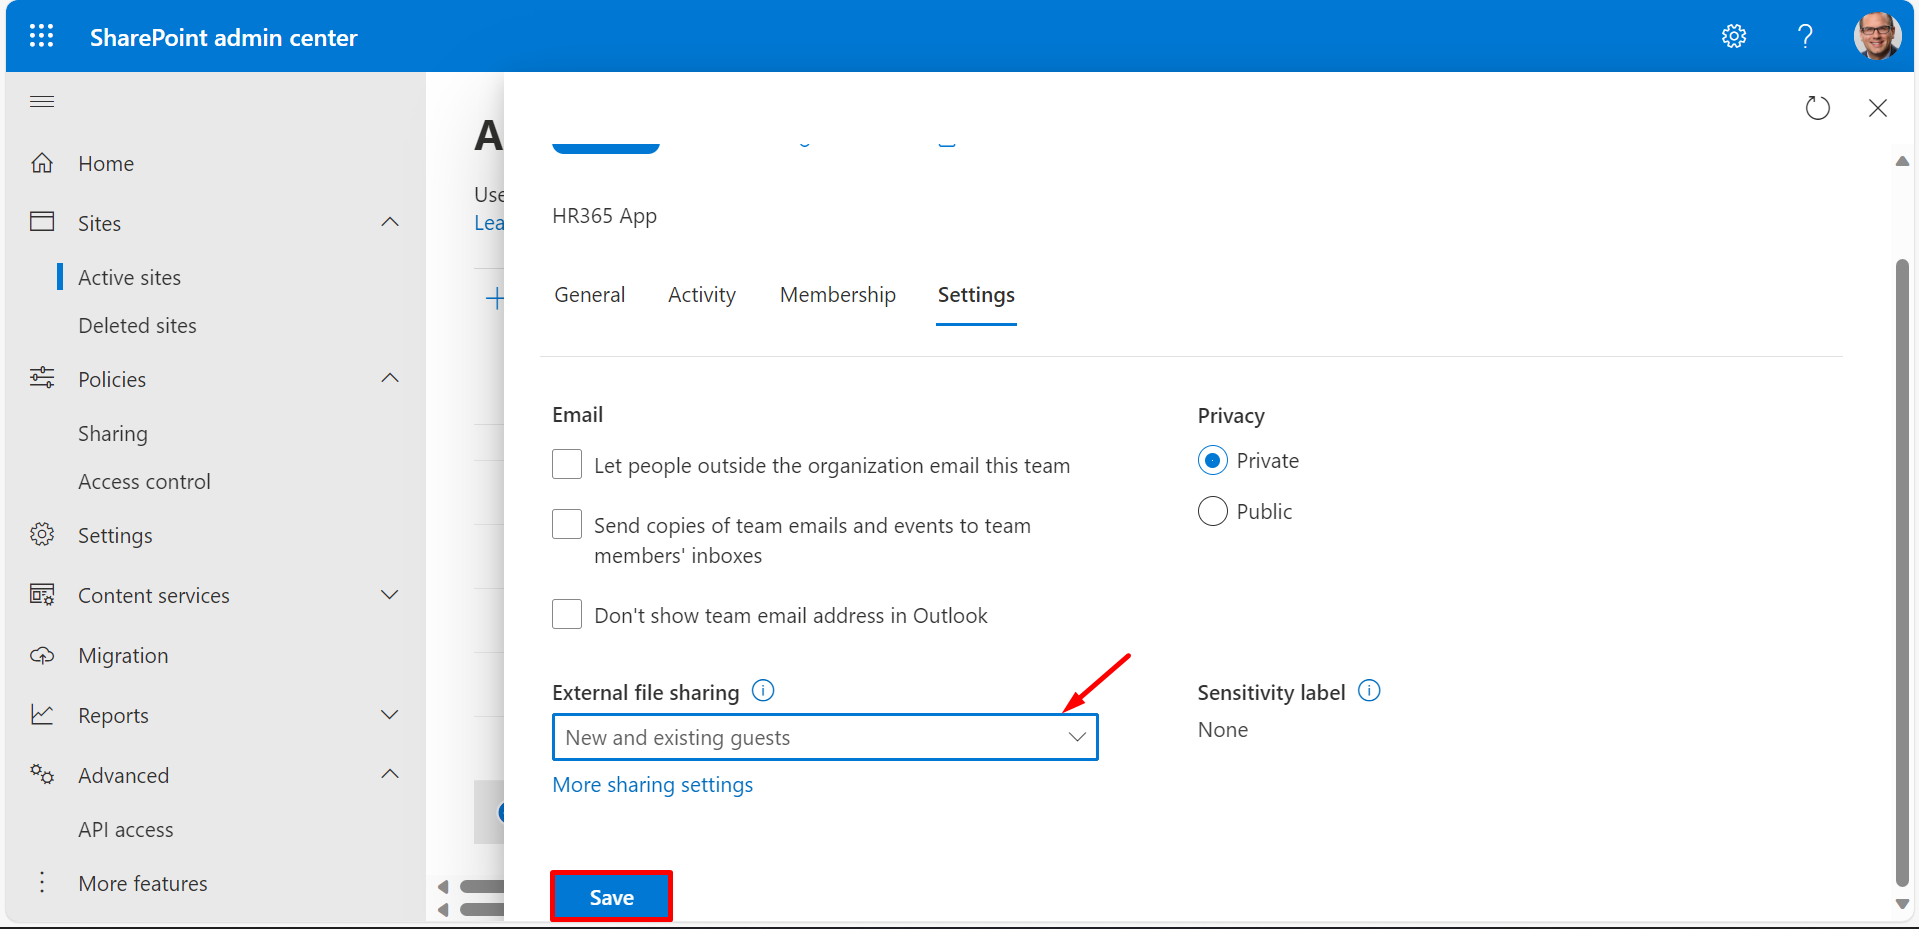 SharePoint admin center
Home
Sites
Active sites
Deleted sites
Policies
Sharing
Access control
Settings
Content services
Migration
Reports
Advanced
API access
More features
A
Use
Lea
HR365 App
General
Activity
Membership
Settings
Email
Let people outside the organization email this team
Send copies of team emails and events to team
members' inboxes
Don't show team email address in Outlook
Privacy
Private
Public
External file sharing
New and existing guests
More sharing settings
Sensitivity label
None
Save